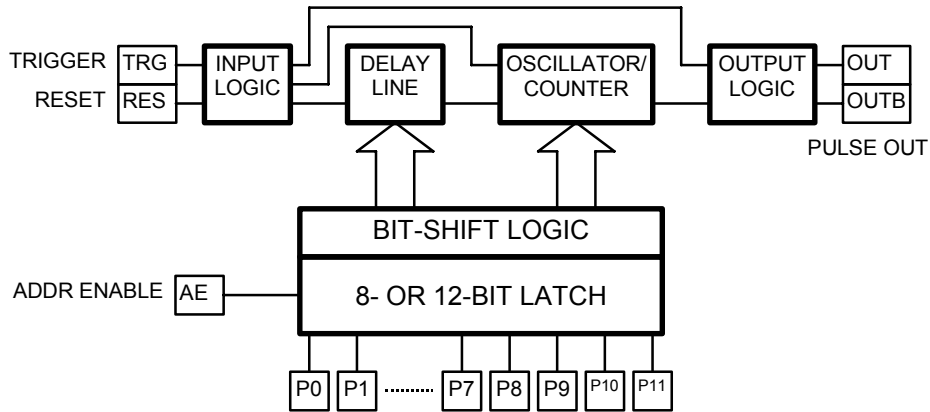 TRIGGER
TRG
RESET
RES
INPUT
LOGIC
DELAY
LINE
OSCILLATOR/
COUNTER
OUTPUT
LOGIC
OUT
OUTB
PULSE OUT
BIT-SHIFT LOGIC
ADDR ENABLE
AE
8- OR 12-BIT LATCH
P0
P1
.........
P7
P8
P9
P10
P11